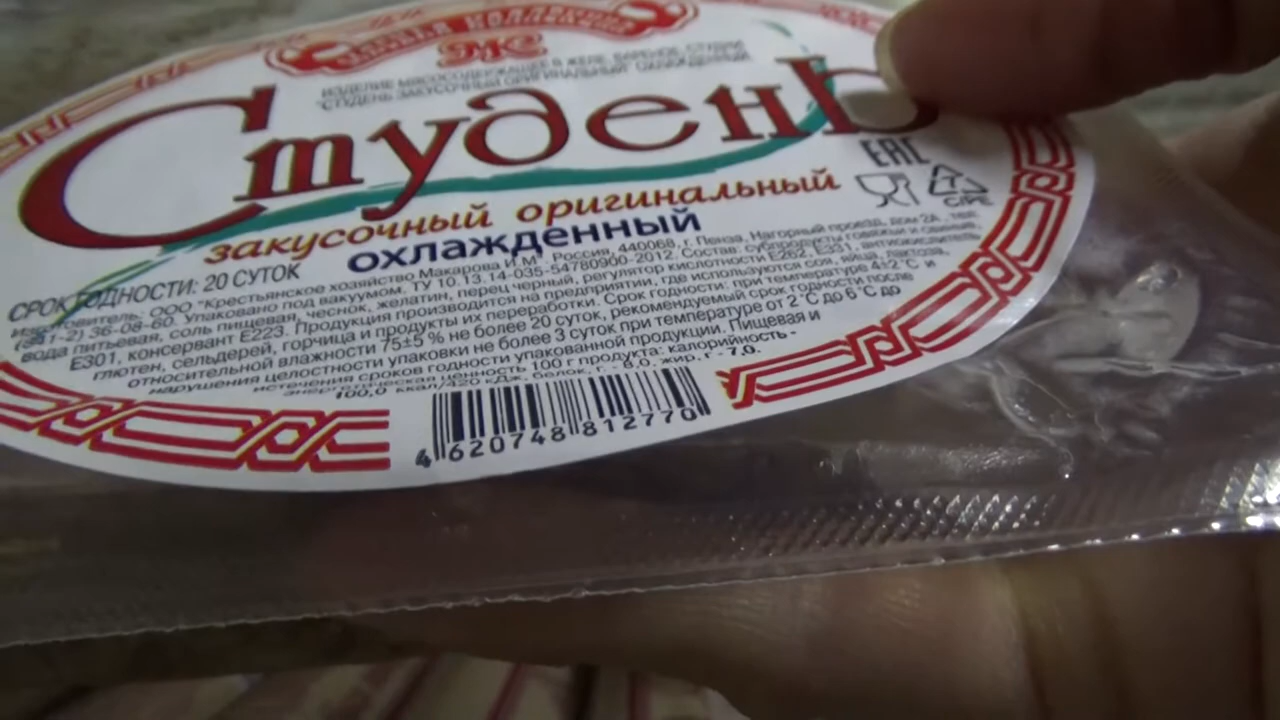 ИЗДЕЛИЕ МЯСОСОДЕРЖАЩЕЕ В ЖЕЛЕ, ВАРЕНОЕ, СТУДНИ
"СТУДЕНЬ ЗАКУСОЧНЫЙ ОРИГИНАЛЬНЫЙ" ОХЛАЖДЕННЫЙ
Студень
EAC
закусочный оригинальный
охлажденный
СРОК ГОДНОСТИ: 20 СУТОК
Изготовитель: ООО "Крестьянское хозяйство Макарова И.М". Россия, 440068, г. Пенза, Нагорный проезд, дом 2А, тел:
(841-2) 36-08-60. Упаковано под вакуумом. ТУ 10.13.14-035-54780900-2012. Состав: субпродукты говяжьи и свиные,
вода питьевая, соль пищевая, чеснок, желатин, перец черный, регулятор кислотности Е262, Е331, антиокислитель
Е301, консервант Е223. Продукция производится на предприятии, где используются соя, яйца, лактоза,
глютен, сельдерей, горчица и продукты их переработки. Срок годности: при температуре 4±2°С и
относительной влажности 75±5 % не более 20 суток, рекомендуемый срок годности после
нарушения целостности упаковки не более 3 суток при температуре от 2°С до 6°С до
истечения сроков годности упакованной продукции. Пищевая и
энергетическая ценность 100 г продукта: калорийность -
100,0 ккал/420 кДж, белок, г. - 8,0, жир, г - 7,0.
4 620748 812770